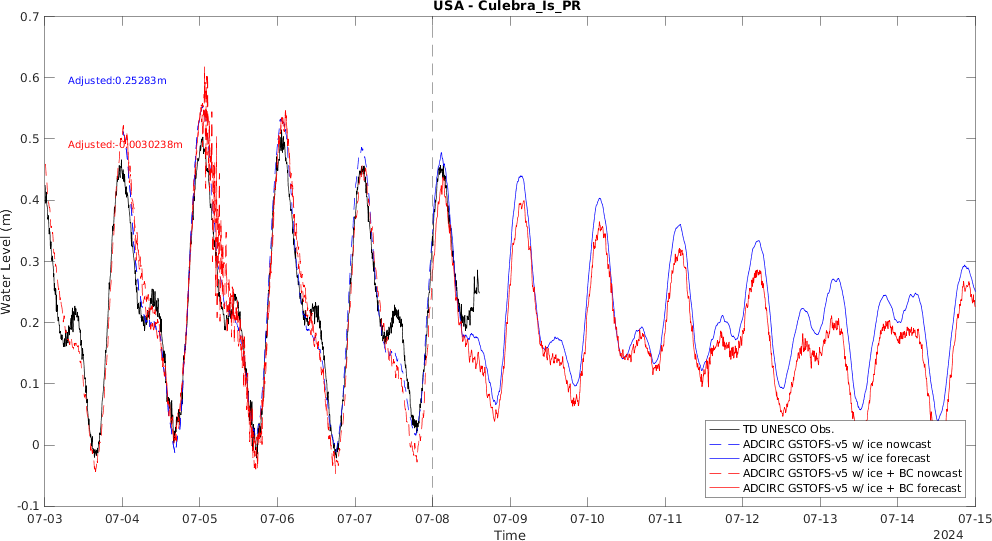 USA - Culebra_Is_PR
0.7
0.6
0.5
0.4
0.3
0.2
0.1
0
-0.1
Water Level (m)
Adjusted:0.25283m
Adjusted:-0.0030238m
TD UNESCO Obs.
ADCIRC GSTOFS-v5 w/ ice nowcast
ADCIRC GSTOFS-v5 w/ ice forecast
ADCIRC GSTOFS-v5 w/ ice + BC nowcast
ADCIRC GSTOFS-v5 w/ ice + BC forecast
07-03 07-04 07-05 07-06 07-07 07-08 07-09 07-10 07-11 07-12 07-13 07-14 07-15
Time
2024